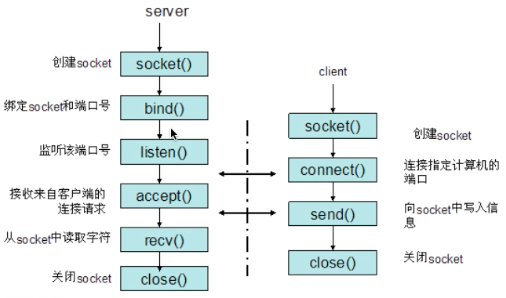 server
创建socket
socket()
绑定socket和端口号
bind()
监听该端口号
listen()
接收来自客户端的
连接请求
accept()
从socket中读取字符
recv()
关闭socket
close()
client
socket()
创建socket
connect()
连接指定计算机的
端口
send()
向socket中写入信
息
close()
关闭socket